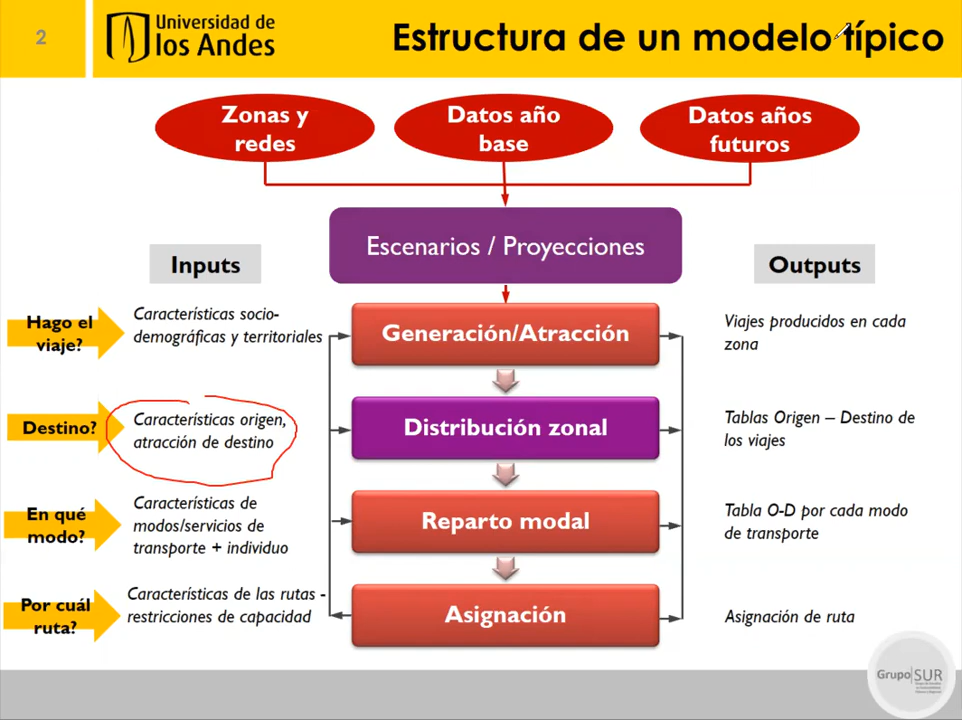 2
Universidad de
los Andes
Estructura de un modelo típico
Zonas y
redes
Datos año
base
Datos años
futuros
Escenarios / Proyecciones
Inputs
Outputs
Hago el
viaje?
Características socio-
demográficas y territoriales
Generación/Atracción
Viajes producidos en cada
zona
Destino?
Características origen,
atracción de destino
Distribución zonal
Tablas Origen – Destino de
los viajes
En qué
modo?
Características de
modos/servicios de
transporte + individuo
Reparto modal
Tabla O-D por cada modo
de transporte
Por cuál
ruta?
Características de las rutas -
restricciones de capacidad
Asignación
Asignación de ruta
Grupo SUR